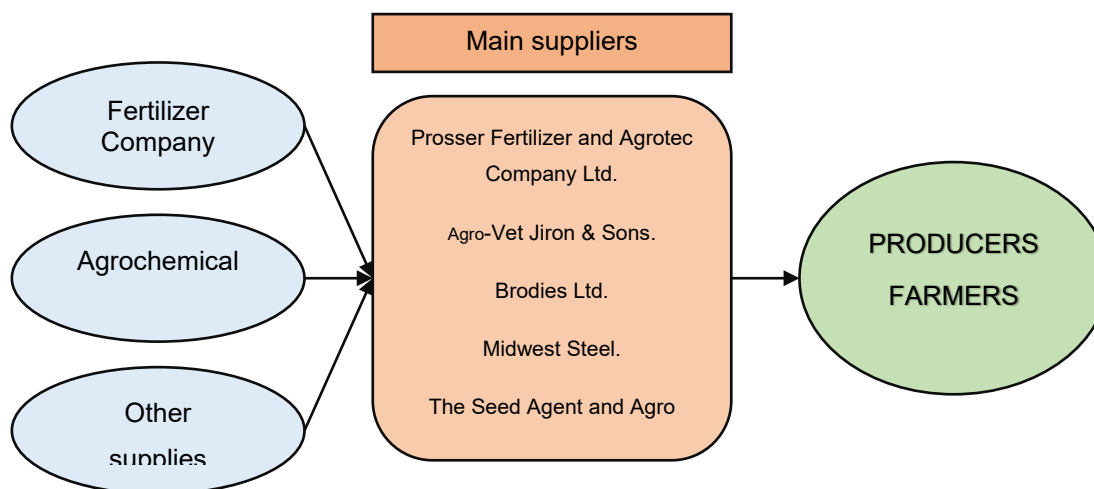 Main suppliers
Fertilizer
Company
Agrochemical
Other
supplies
Prosser Fertilizer and Agrotec
Company Ltd.
Agro-Vet Jiron & Sons.
Brodies Ltd.
Midwest Steel.
The Seed Agent and Agro
PRODUCERS
FARMERS